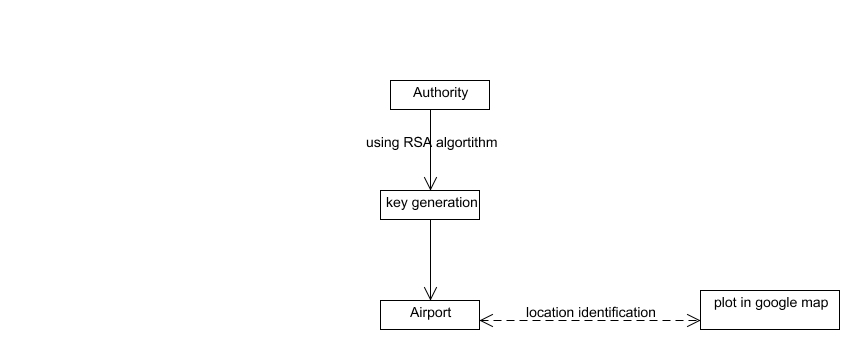 Authority
using RSA algortithm
key generation
Airport
location identification
plot in google map